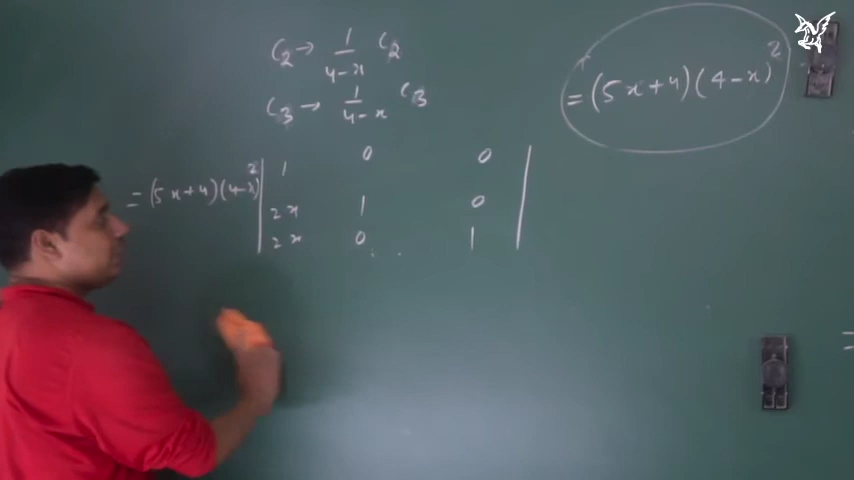 C₂ → 1/(4-x) C₂
C₃ → 1/(4-x) C₃
= (5x+4)(4-x)²
= (5x+4)(4-x)² | 1 0 0 |
| 2x 1 0 |
| 2x 0 1 |
=